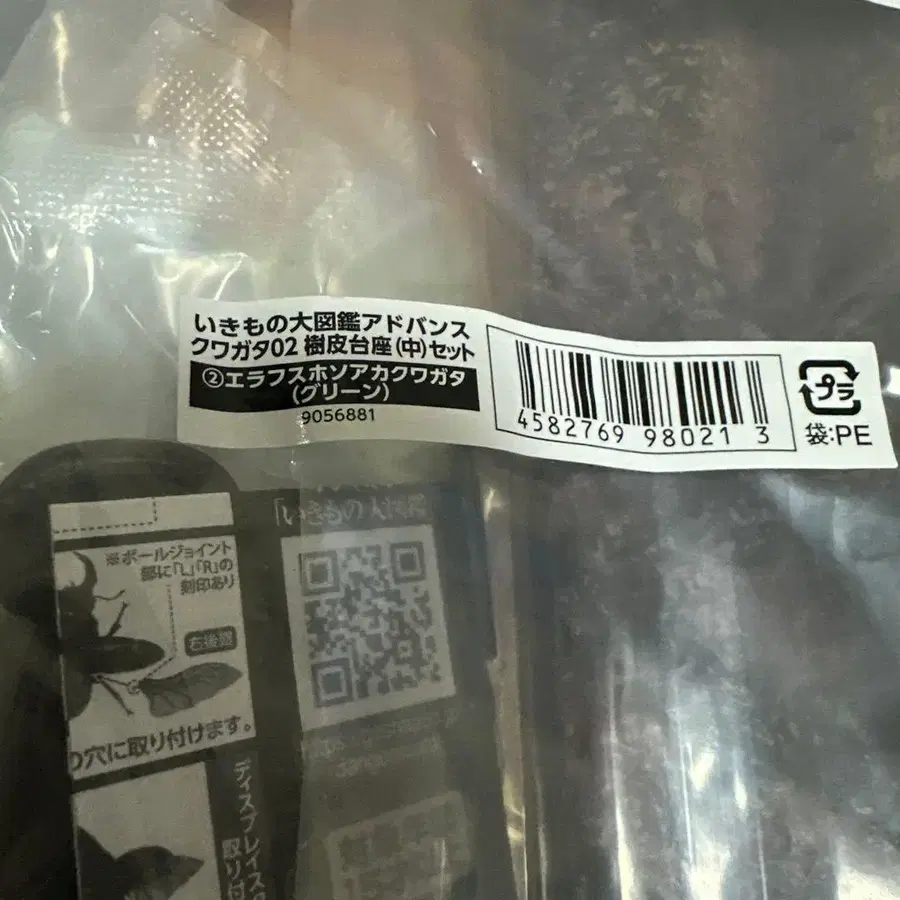 いきもの大図鑑アドバンス
クワガタ02 樹皮台座(中)セット
②エラフスホソアカクワガタ
(グリーン)
9056881
4582769 980213
プラ
袋:PE
「いきもの大図鑑
※ボールジョイント
部に「L」「R」の
刻印あり
右後翅
の穴に取り付けます。
ディスプレイス
取り付